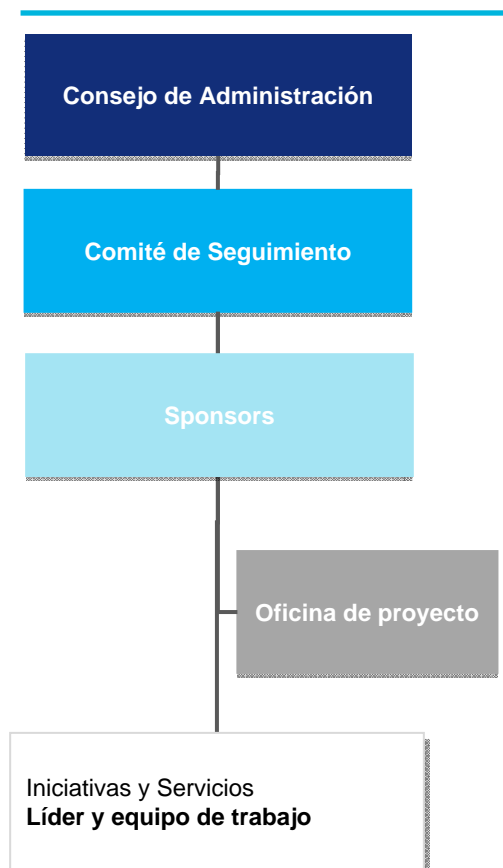 Consejo de Administración
Comité de Seguimiento
Sponsors
Oficina de proyecto
Iniciativas y Servicios
Líder y equipo de trabajo